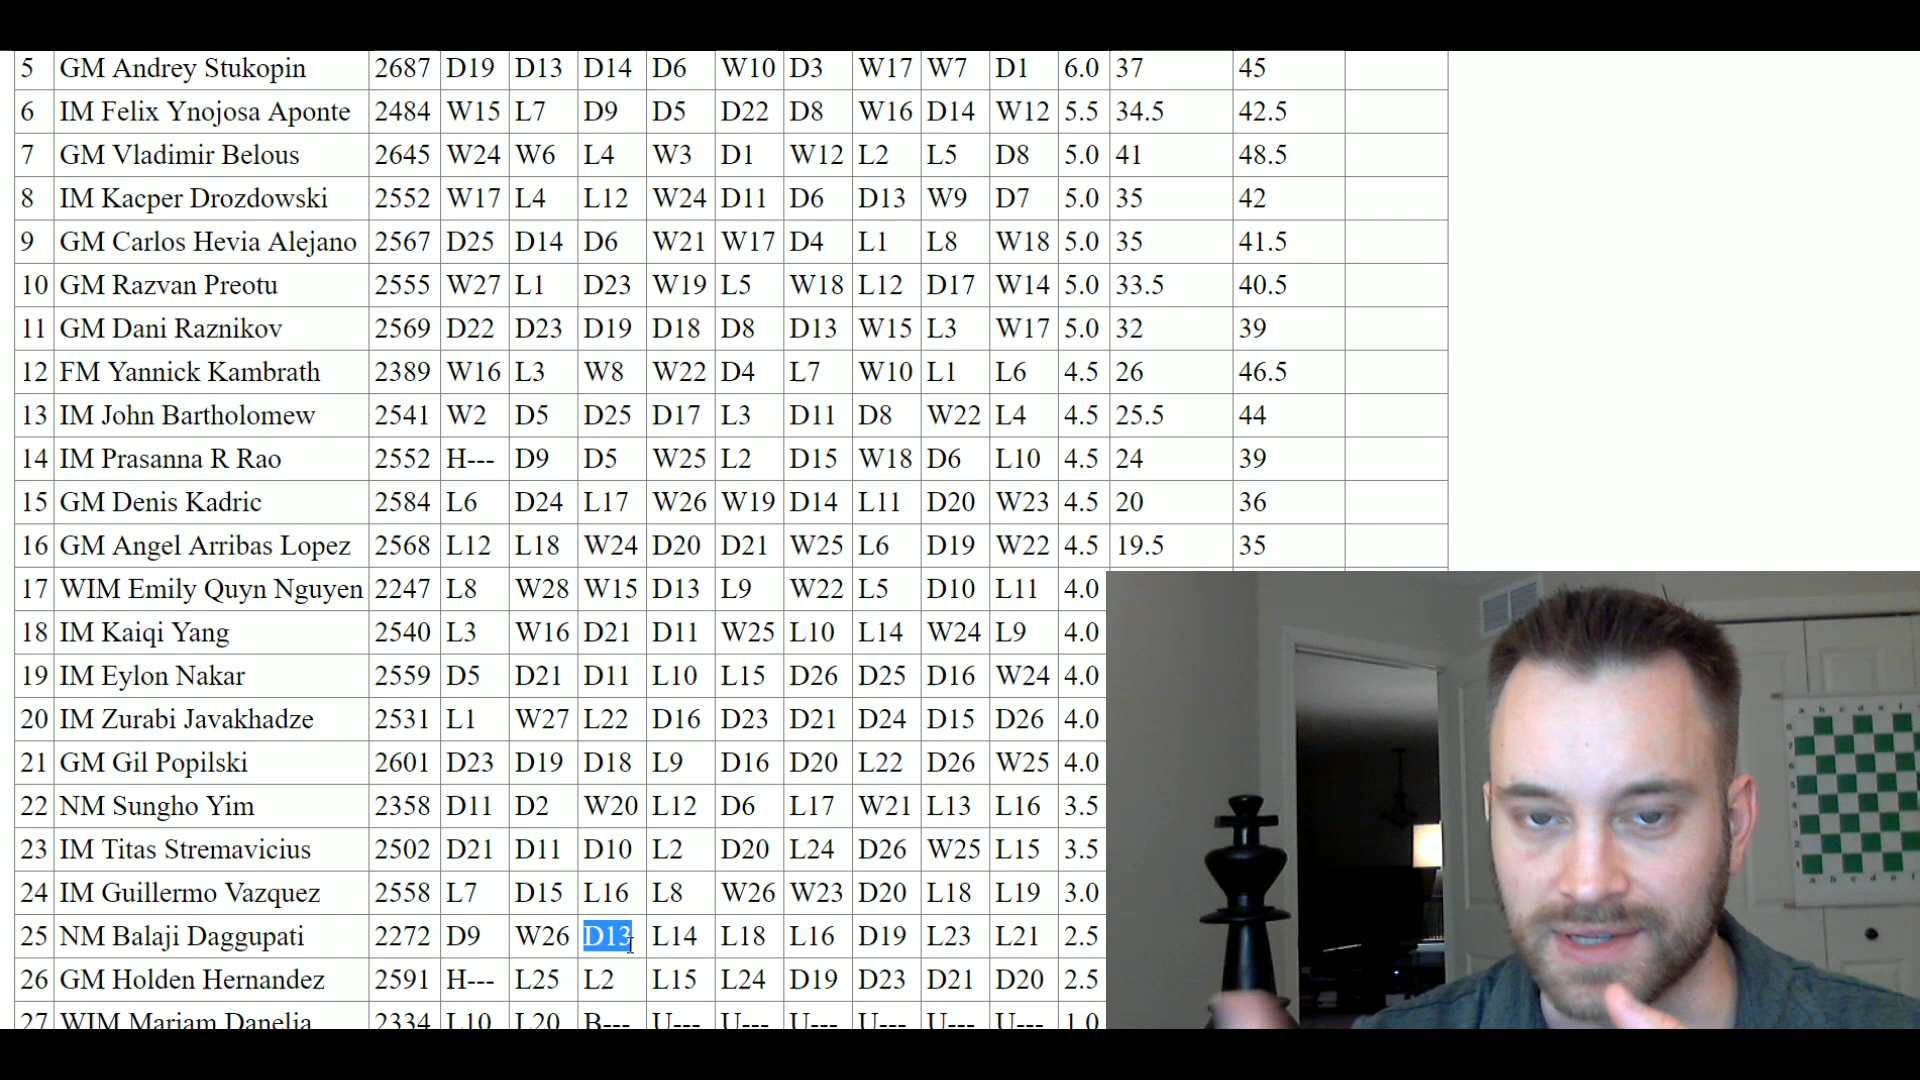 5 GM Andrey Stukopin 2687 D19 D13 D14 D6 W10 D3 W17 W7 D1 6.0 37 45
6 IM Felix Ynojosa Aponte 2484 W15 L7 D9 D5 D22 D8 W16 D14 W12 5.5 34.5 42.5
7 GM Vladimir Belous 2645 W24 W6 L4 W3 D1 W12 L2 L5 D8 5.0 41 48.5
8 IM Kacper Drozdowski 2552 W17 L4 L12 W24 D11 D6 D13 W9 D7 5.0 35 42
9 GM Carlos Hevia Alejano 2567 D25 D14 D6 W21 W17 D4 L1 L8 W18 5.0 35 41.5
10 GM Razvan Preotu 2555 W27 L1 D23 W19 L5 W18 L12 D17 W14 5.0 33.5 40.5
11 GM Dani Raznikov 2569 D22 D23 D19 D18 D8 D13 W15 L3 W17 5.0 32 39
12 FM Yannick Kambrath 2389 W16 L3 W8 W22 D4 L7 W10 L1 L6 4.5 26 46.5
13 IM John Bartholomew 2541 W2 D5 D25 D17 L3 D11 D8 W22 L4 4.5 25.5 44
14 IM Prasanna R Rao 2552 H--- D9 D5 W25 L2 D15 W18 D6 L10 4.5 24 39
15 GM Denis Kadric 2584 L6 D24 L17 W26 W19 D14 L11 D20 W23 4.5 20 36
16 GM Angel Arribas Lopez 2568 L12 L18 W24 D20 D21 W25 L6 D19 W22 4.5 19.5 35
17 WIM Emily Quyn Nguyen 2247 L8 W28 W15 D13 L9 W22 L5 D10 L11 4.0
18 IM Kaiqi Yang 2540 L3 W16 D21 D11 W25 L10 L14 W24 L9 4.0
19 IM Eylon Nakar 2559 D5 D21 D11 L10 L15 D26 D25 D16 W24 4.0
20 IM Zurabi Javakhadze 2531 L1 W27 L22 D16 D23 D21 D24 D15 D26 4.0
21 GM Gil Popilski 2601 D23 D19 D18 L9 D16 D20 L22 D26 W25 4.0
22 NM Sungho Yim 2358 D11 D2 W20 L12 D6 L17 W21 L13 L16 3.5
23 IM Titas Stremavicius 2502 D21 D11 D10 L2 D20 L24 D26 W25 L15 3.5
24 IM Guillermo Vazquez 2558 L7 D15 L16 L8 W26 W23 D20 L18 L19 3.0
25 NM Balaji Daggupati 2272 D9 W26 D13 L14 L18 L16 D19 L23 L21 2.5
26 GM Holden Hernandez 2591 H--- L25 L2 L15 L24 D19 D23 D21 D20 2.5
27 WIM Mariam Danelia 2334 L10 L20 B--- U--- U--- U--- U--- U--- U--- 1.0